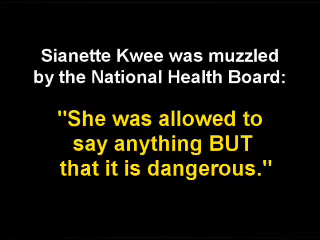 Sianette Kwee was muzzled
by the National Health Board:
"She was allowed to
say anything BUT
that it is dangerous."